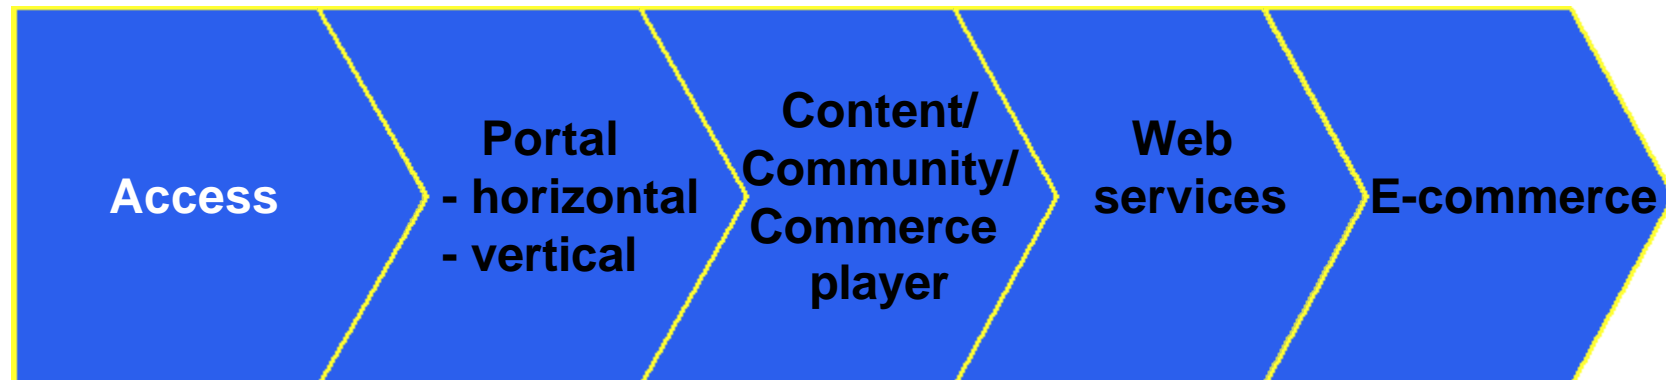 Access
Portal
- horizontal
- vertical
Content/
Community/
Commerce
player
Web
services
E-commerce